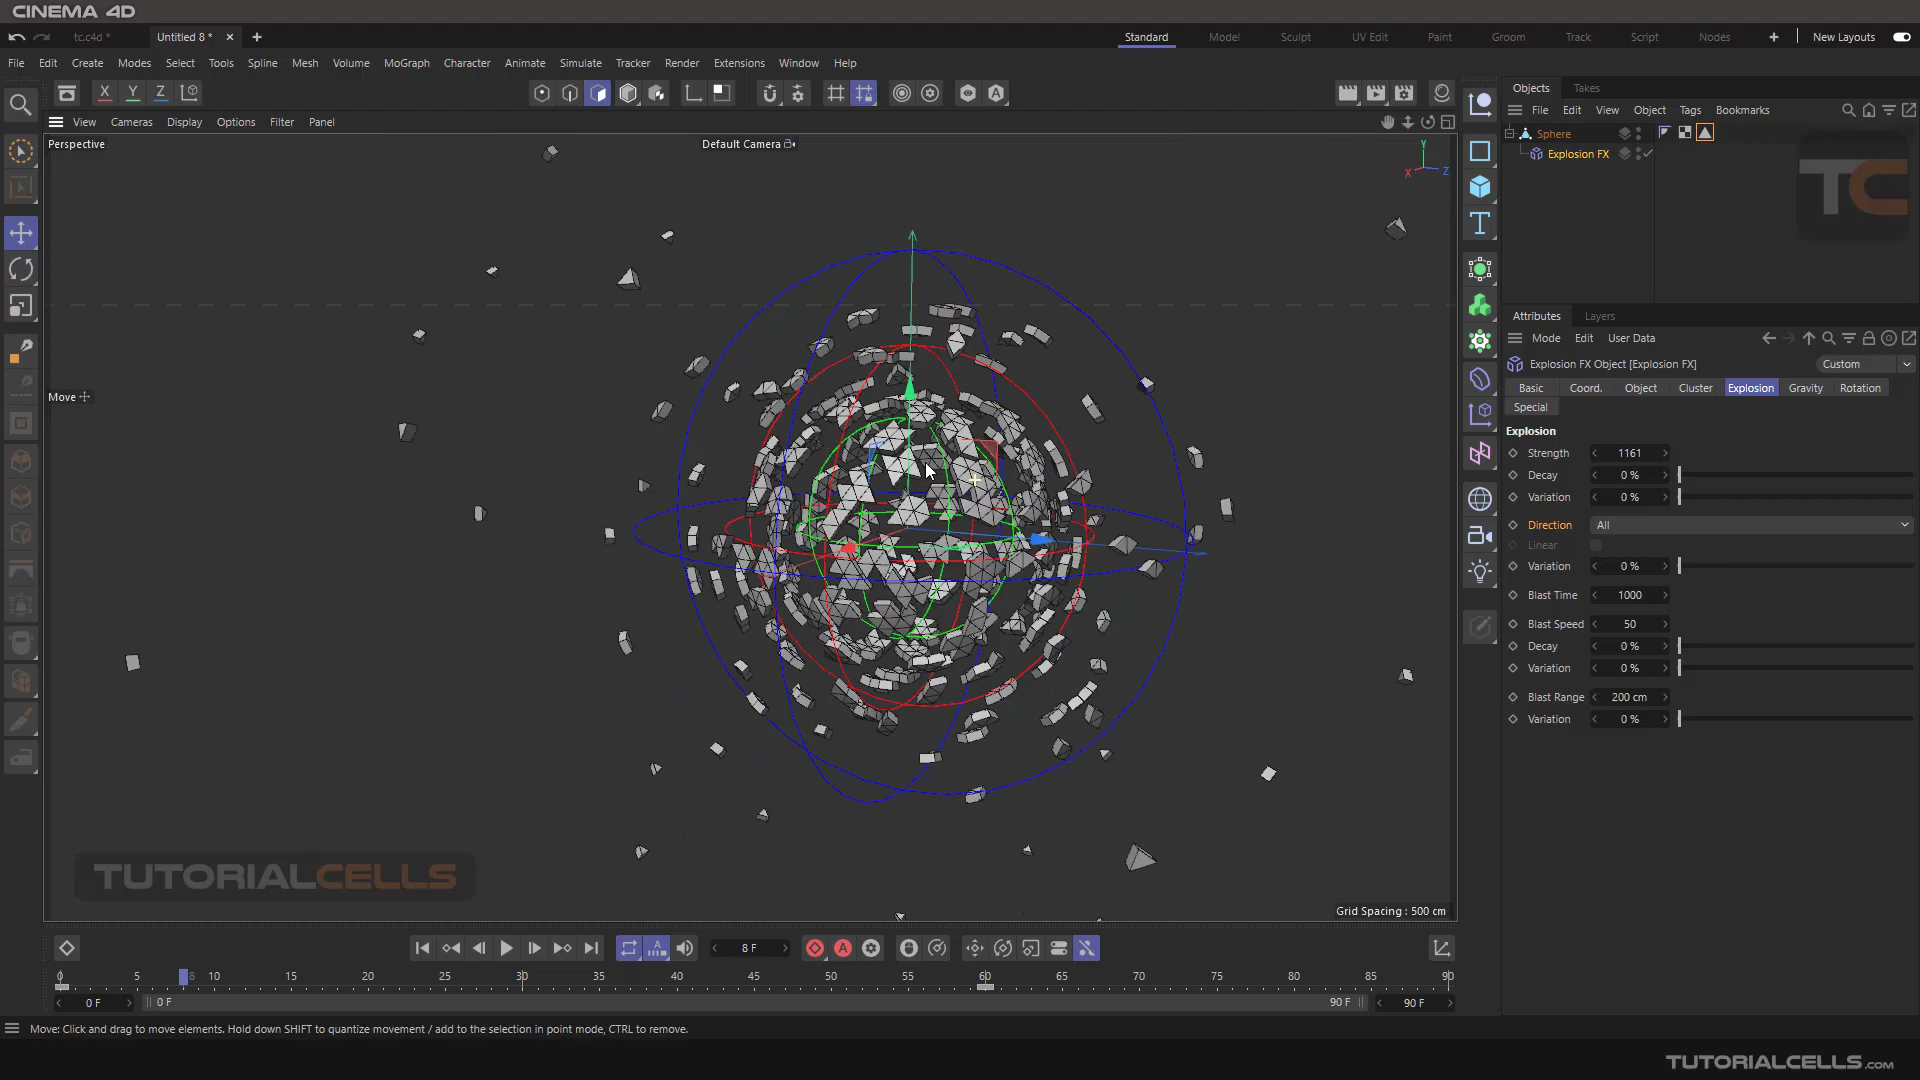 CINEMA 4D
tc.c4d *
Untitled 8 *
Standard
Model
Sculpt
UV Edit
Paint
Groom
Track
Script
Nodes
New Layouts
File Edit Create Modes Select Tools Spline Mesh Volume MoGraph Character Animate Simulate Tracker Render Extensions Window Help
X Y Z
View Cameras Display Options Filter Panel
Perspective
Default Camera
Y
X
Z
Move
TUTORIALCELLS
Grid Spacing : 500 cm
Objects Takes
File Edit View Object Tags Bookmarks
Sphere
Explosion FX
TC
Attributes Layers
Mode Edit User Data
Explosion FX Object [Explosion FX]
Custom
Basic Coord. Object Cluster Explosion Gravity Rotation
Special
Explosion
Strength 1161
Decay 0 %
Variation 0 %
Direction All
Linear
Variation 0 %
Blast Time 1000
Blast Speed 50
Decay 0 %
Variation 0 %
Blast Range 200 cm
Variation 0 %
8 F
0 5 8 10 15 20 25 30 35 40 45 50 55 60 65 70 75 80 85 90
0 F
0 F
90 F
90 F
Move: Click and drag to move elements. Hold down SHIFT to quantize movement / add to the selection in point mode, CTRL to remove.
TUTORIALCELLS.COM